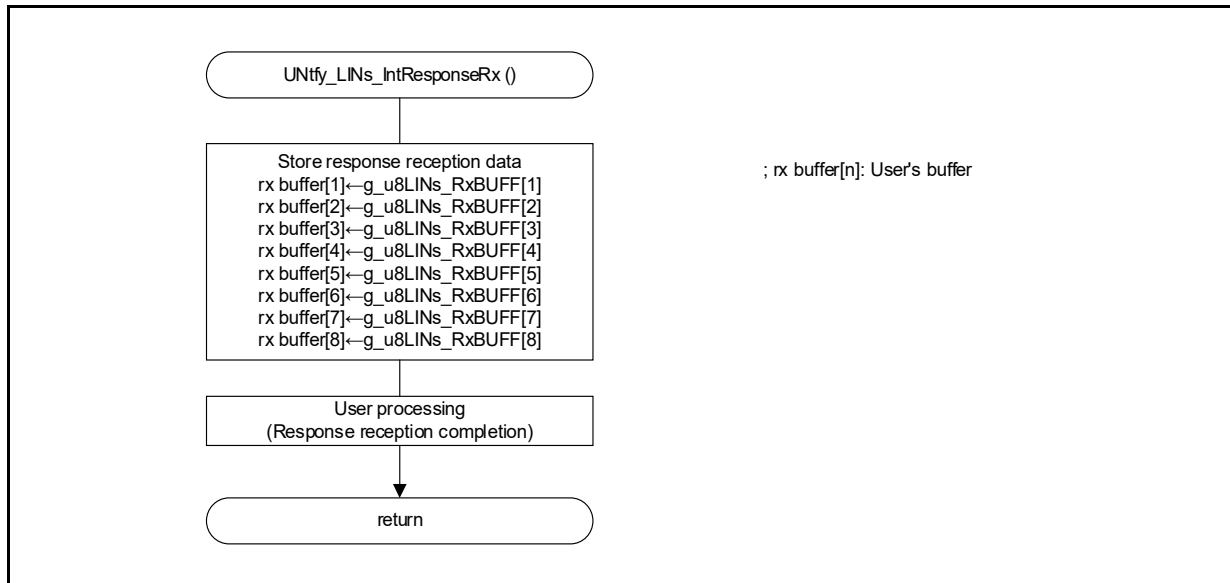 UNtfy_LINs_IntResponseRx ()
Store response reception data
rx buffer[1]←g_u8LINs_RxBUFF[1]
rx buffer[2]←g_u8LINs_RxBUFF[2]
rx buffer[3]←g_u8LINs_RxBUFF[3]
rx buffer[4]←g_u8LINs_RxBUFF[4]
rx buffer[5]←g_u8LINs_RxBUFF[5]
rx buffer[6]←g_u8LINs_RxBUFF[6]
rx buffer[7]←g_u8LINs_RxBUFF[7]
rx buffer[8]←g_u8LINs_RxBUFF[8]
; rx buffer[n]: User's buffer
User processing
(Response reception completion)
return